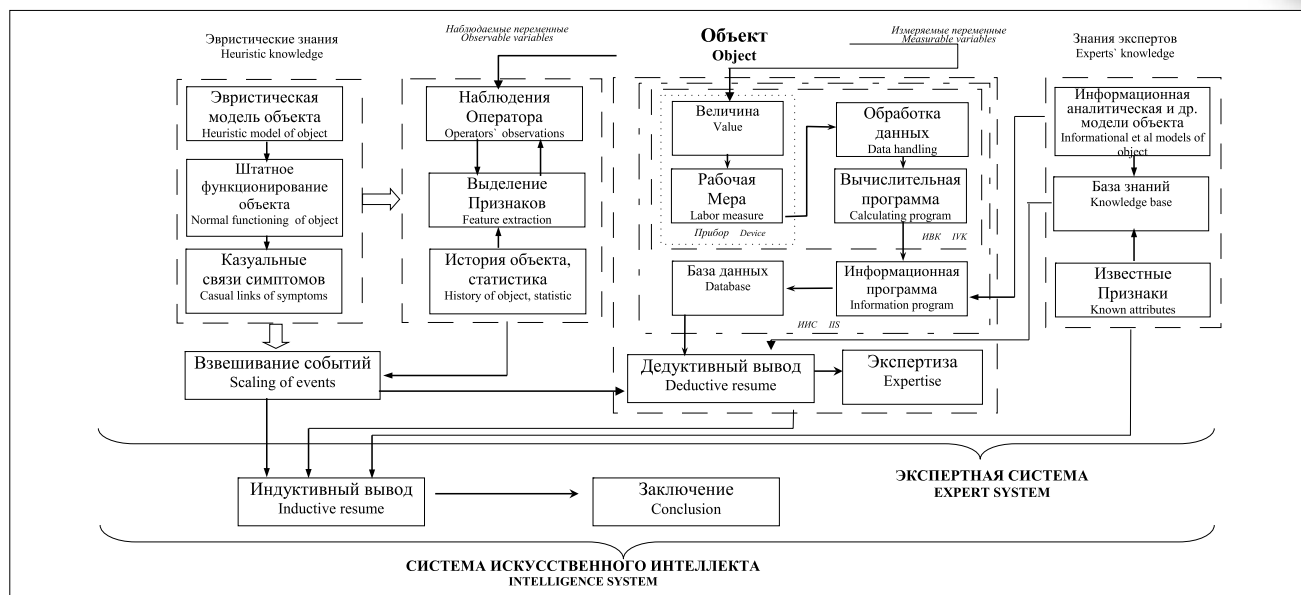 Эвристические знания
Heuristic knowledge
Наблюдаемые переменные
Observable variables
Объект
Object
Измеряемые переменные
Measurable variables
Знания экспертов
Experts` knowledge
Эвристическая
модель объекта
Heuristic model of object
Штатное
функционирование
объекта
Normal functioning of object
Казуальные
связи симптомов
Casual links of symptoms
Наблюдения
Оператора
Operators` observations
Выделение
Признаков
Feature extraction
История объекта,
статистика
History of object, statistic
Величина
Value
Рабочая
Мера
Labor measure
Прибор Device
Обработка
данных
Data handling
Вычислительная
программа
Calculating program
ИВК IVK
База данных
Database
Информационная
программа
Information program
ИИС IIS
Информационная
аналитическая и др.
модели объекта
Informational et al models of
object
База знаний
Knowledge base
Известные
Признаки
Known attributes
Взвешивание событий
Scaling of events
Дедуктивный вывод
Deductive resume
Экспертиза
Expertise
ЭКСПЕРТНАЯ СИСТЕМА
EXPERT SYSTEM
Индуктивный вывод
Inductive resume
Заключение
Conclusion
СИСТЕМА ИСКУССТВЕННОГО ИНТЕЛЛЕКТА
INTELLIGENCE SYSTEM